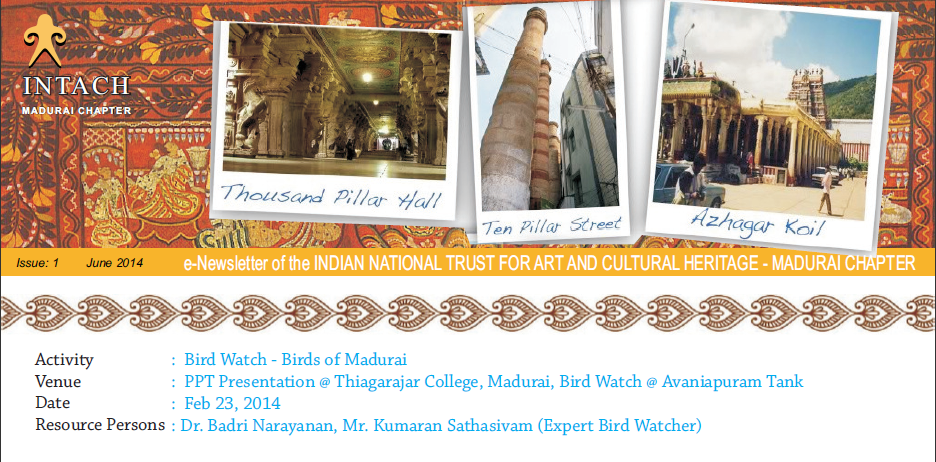 INTACH
MADURAI CHAPTER
Thousand Pillar Hall
Ten Pillar Street
Azhagar Koil
Issue: 1 June 2014 e-Newsletter of the INDIAN NATIONAL TRUST FOR ART AND CULTURAL HERITAGE - MADURAI CHAPTER
Activity : Bird Watch - Birds of Madurai
Venue : PPT Presentation @ Thiagarajar College, Madurai, Bird Watch @ Avaniapuram Tank
Date : Feb 23, 2014
Resource Persons : Dr. Badri Narayanan, Mr. Kumaran Sathasivam (Expert Bird Watcher)